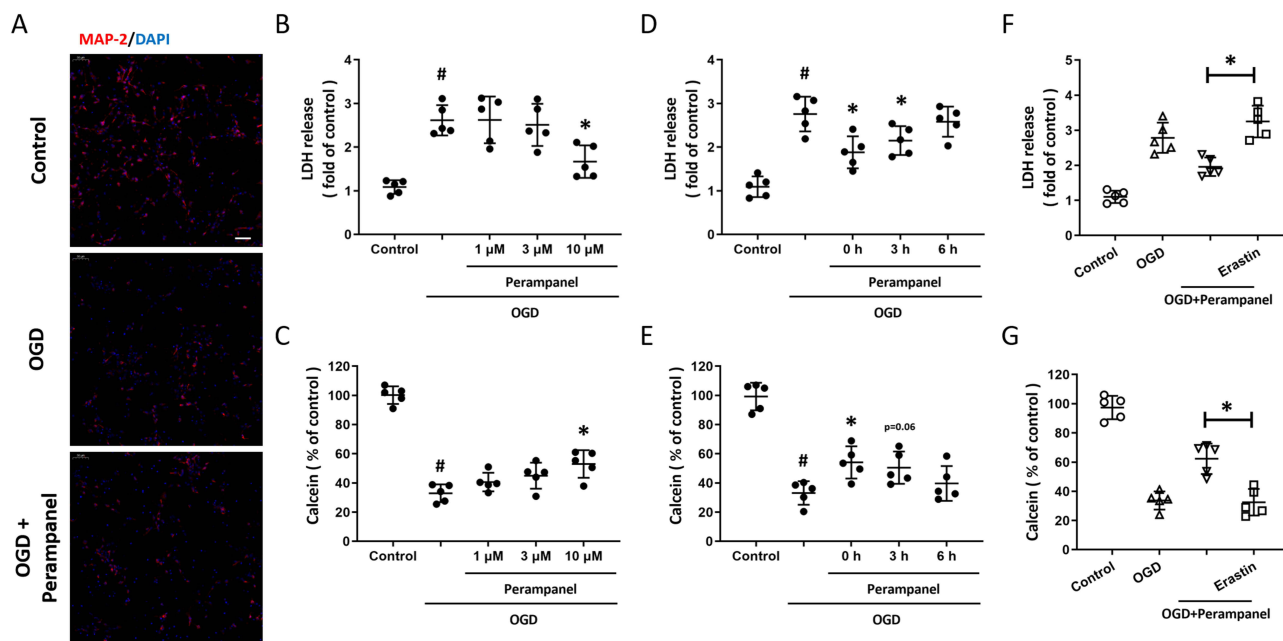 A
MAP-2/DAPI
Control
OGD
OGD +
Perampanel
B
LDH release
( fold of control)
4
3
2
1
0
#
*
Control
1 μM
3 μM
10 μM
Perampanel
OGD
C
Calcein ( % of control)
120
100
80
60
40
20
0
#
*
Control
1 μM
3 μM
10 μM
Perampanel
OGD
D
LDH release
( fold of control)
4
3
2
1
0
#
*
*
Control
0 h
3 h
6 h
Perampanel
OGD
E
Calcein ( % of control)
120
100
80
60
40
20
0
#
*
p=0.06
Control
0 h
3 h
6 h
Perampanel
OGD
F
LDH release
( fold of control)
5
4
3
2
1
0
*
Control
OGD
Erastin
OGD+Perampanel
G
Calcein ( % of control)
120
100
80
60
40
20
0
*
Control
OGD
Erastin
OGD+Perampanel